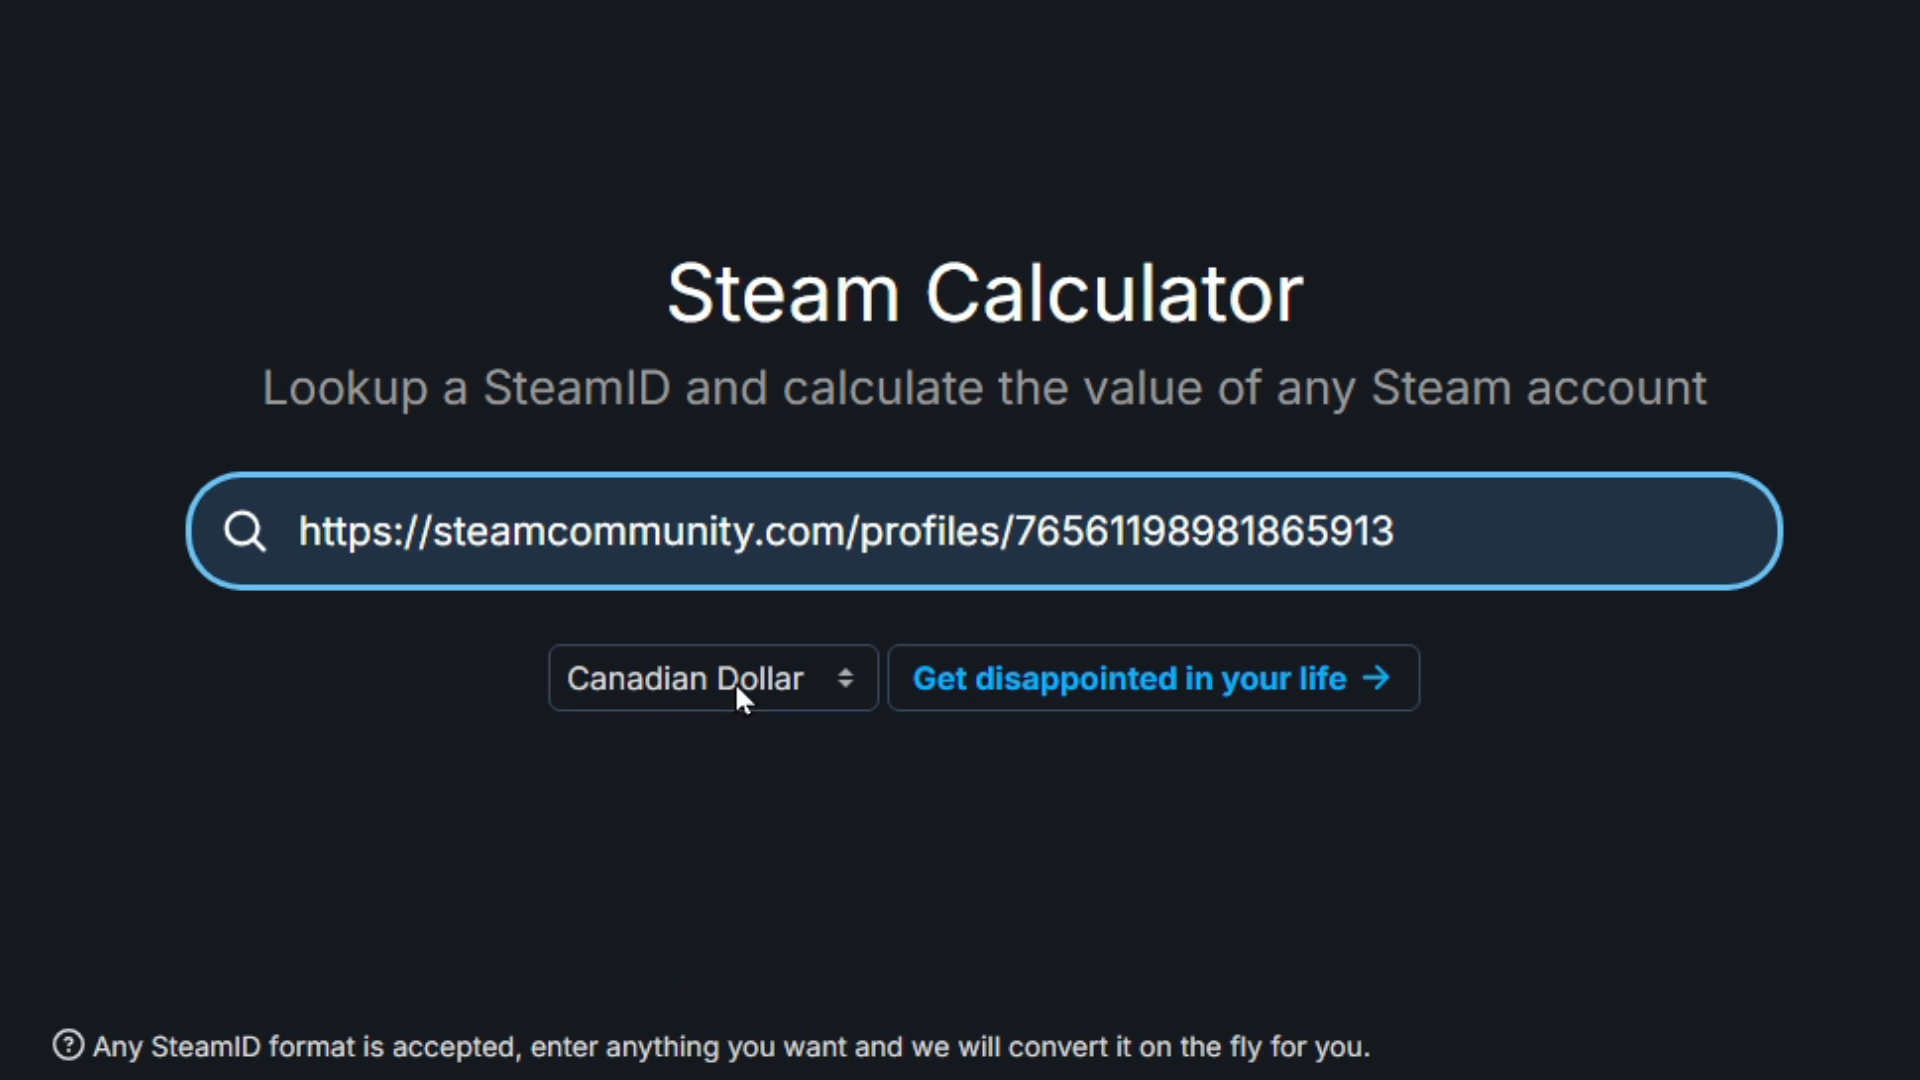 Steam Calculator
Lookup a SteamID and calculate the value of any Steam account
https://steamcommunity.com/profiles/76561198981865913
Canadian Dollar
Get disappointed in your life →
Any SteamID format is accepted, enter anything you want and we will convert it on the fly for you.